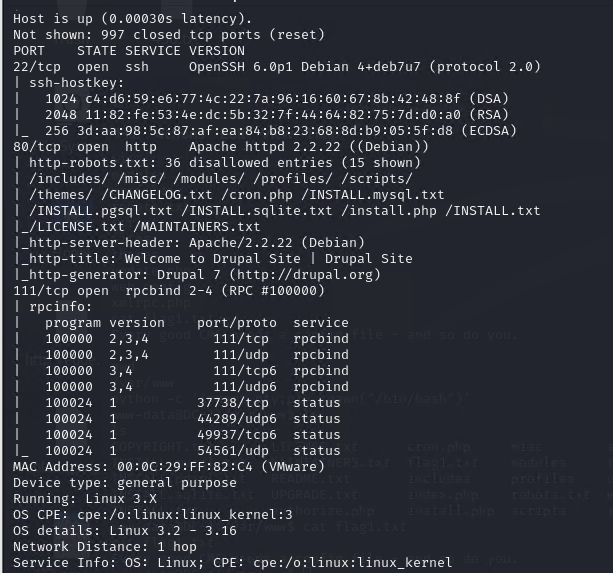 Host is up (0.00030s latency).
Not shown: 997 closed tcp ports (reset)
PORT    STATE SERVICE VERSION
22/tcp  open  ssh     OpenSSH 6.0p1 Debian 4+deb7u7 (protocol 2.0)
| ssh-hostkey:
|   1024 c4:d6:59:e6:77:4c:22:7a:96:16:60:67:8b:42:48:8f (DSA)
|   2048 11:82:fe:53:4e:dc:5b:32:7f:44:64:82:75:7d:d0:a0 (RSA)
|_  256 3d:aa:98:5c:87:af:ea:84:b8:23:68:8d:b9:05:5f:d8 (ECDSA)
80/tcp  open  http    Apache httpd 2.2.22 ((Debian))
| http-robots.txt: 36 disallowed entries (15 shown)
| /includes/ /misc/ /modules/ /profiles/ /scripts/
| /themes/ /CHANGELOG.txt /cron.php /INSTALL.mysql.txt
| /INSTALL.pgsql.txt /INSTALL.sqlite.txt /install.php /INSTALL.txt
|_/LICENSE.txt /MAINTAINERS.txt
|_http-server-header: Apache/2.2.22 (Debian)
|_http-title: Welcome to Drupal Site | Drupal Site
|_http-generator: Drupal 7 (http://drupal.org)
111/tcp open  rpcbind 2-4 (RPC #100000)
| rpcinfo:
|   program version    port/proto  service
|   100000  2,3,4        111/tcp   rpcbind
|   100000  2,3,4        111/udp   rpcbind
|   100000  3,4          111/tcp6  rpcbind
|   100000  3,4          111/udp6  rpcbind
|   100024  1          37738/tcp   status
|   100024  1          44289/udp6  status
|   100024  1          49937/tcp6  status
|_  100024  1          54561/udp   status
MAC Address: 00:0C:29:FF:82:C4 (VMware)
Device type: general purpose
Running: Linux 3.X
OS CPE: cpe:/o:linux:linux_kernel:3
OS details: Linux 3.2 - 3.16
Network Distance: 1 hop
Service Info: OS: Linux; CPE: cpe:/o:linux:linux_kernel